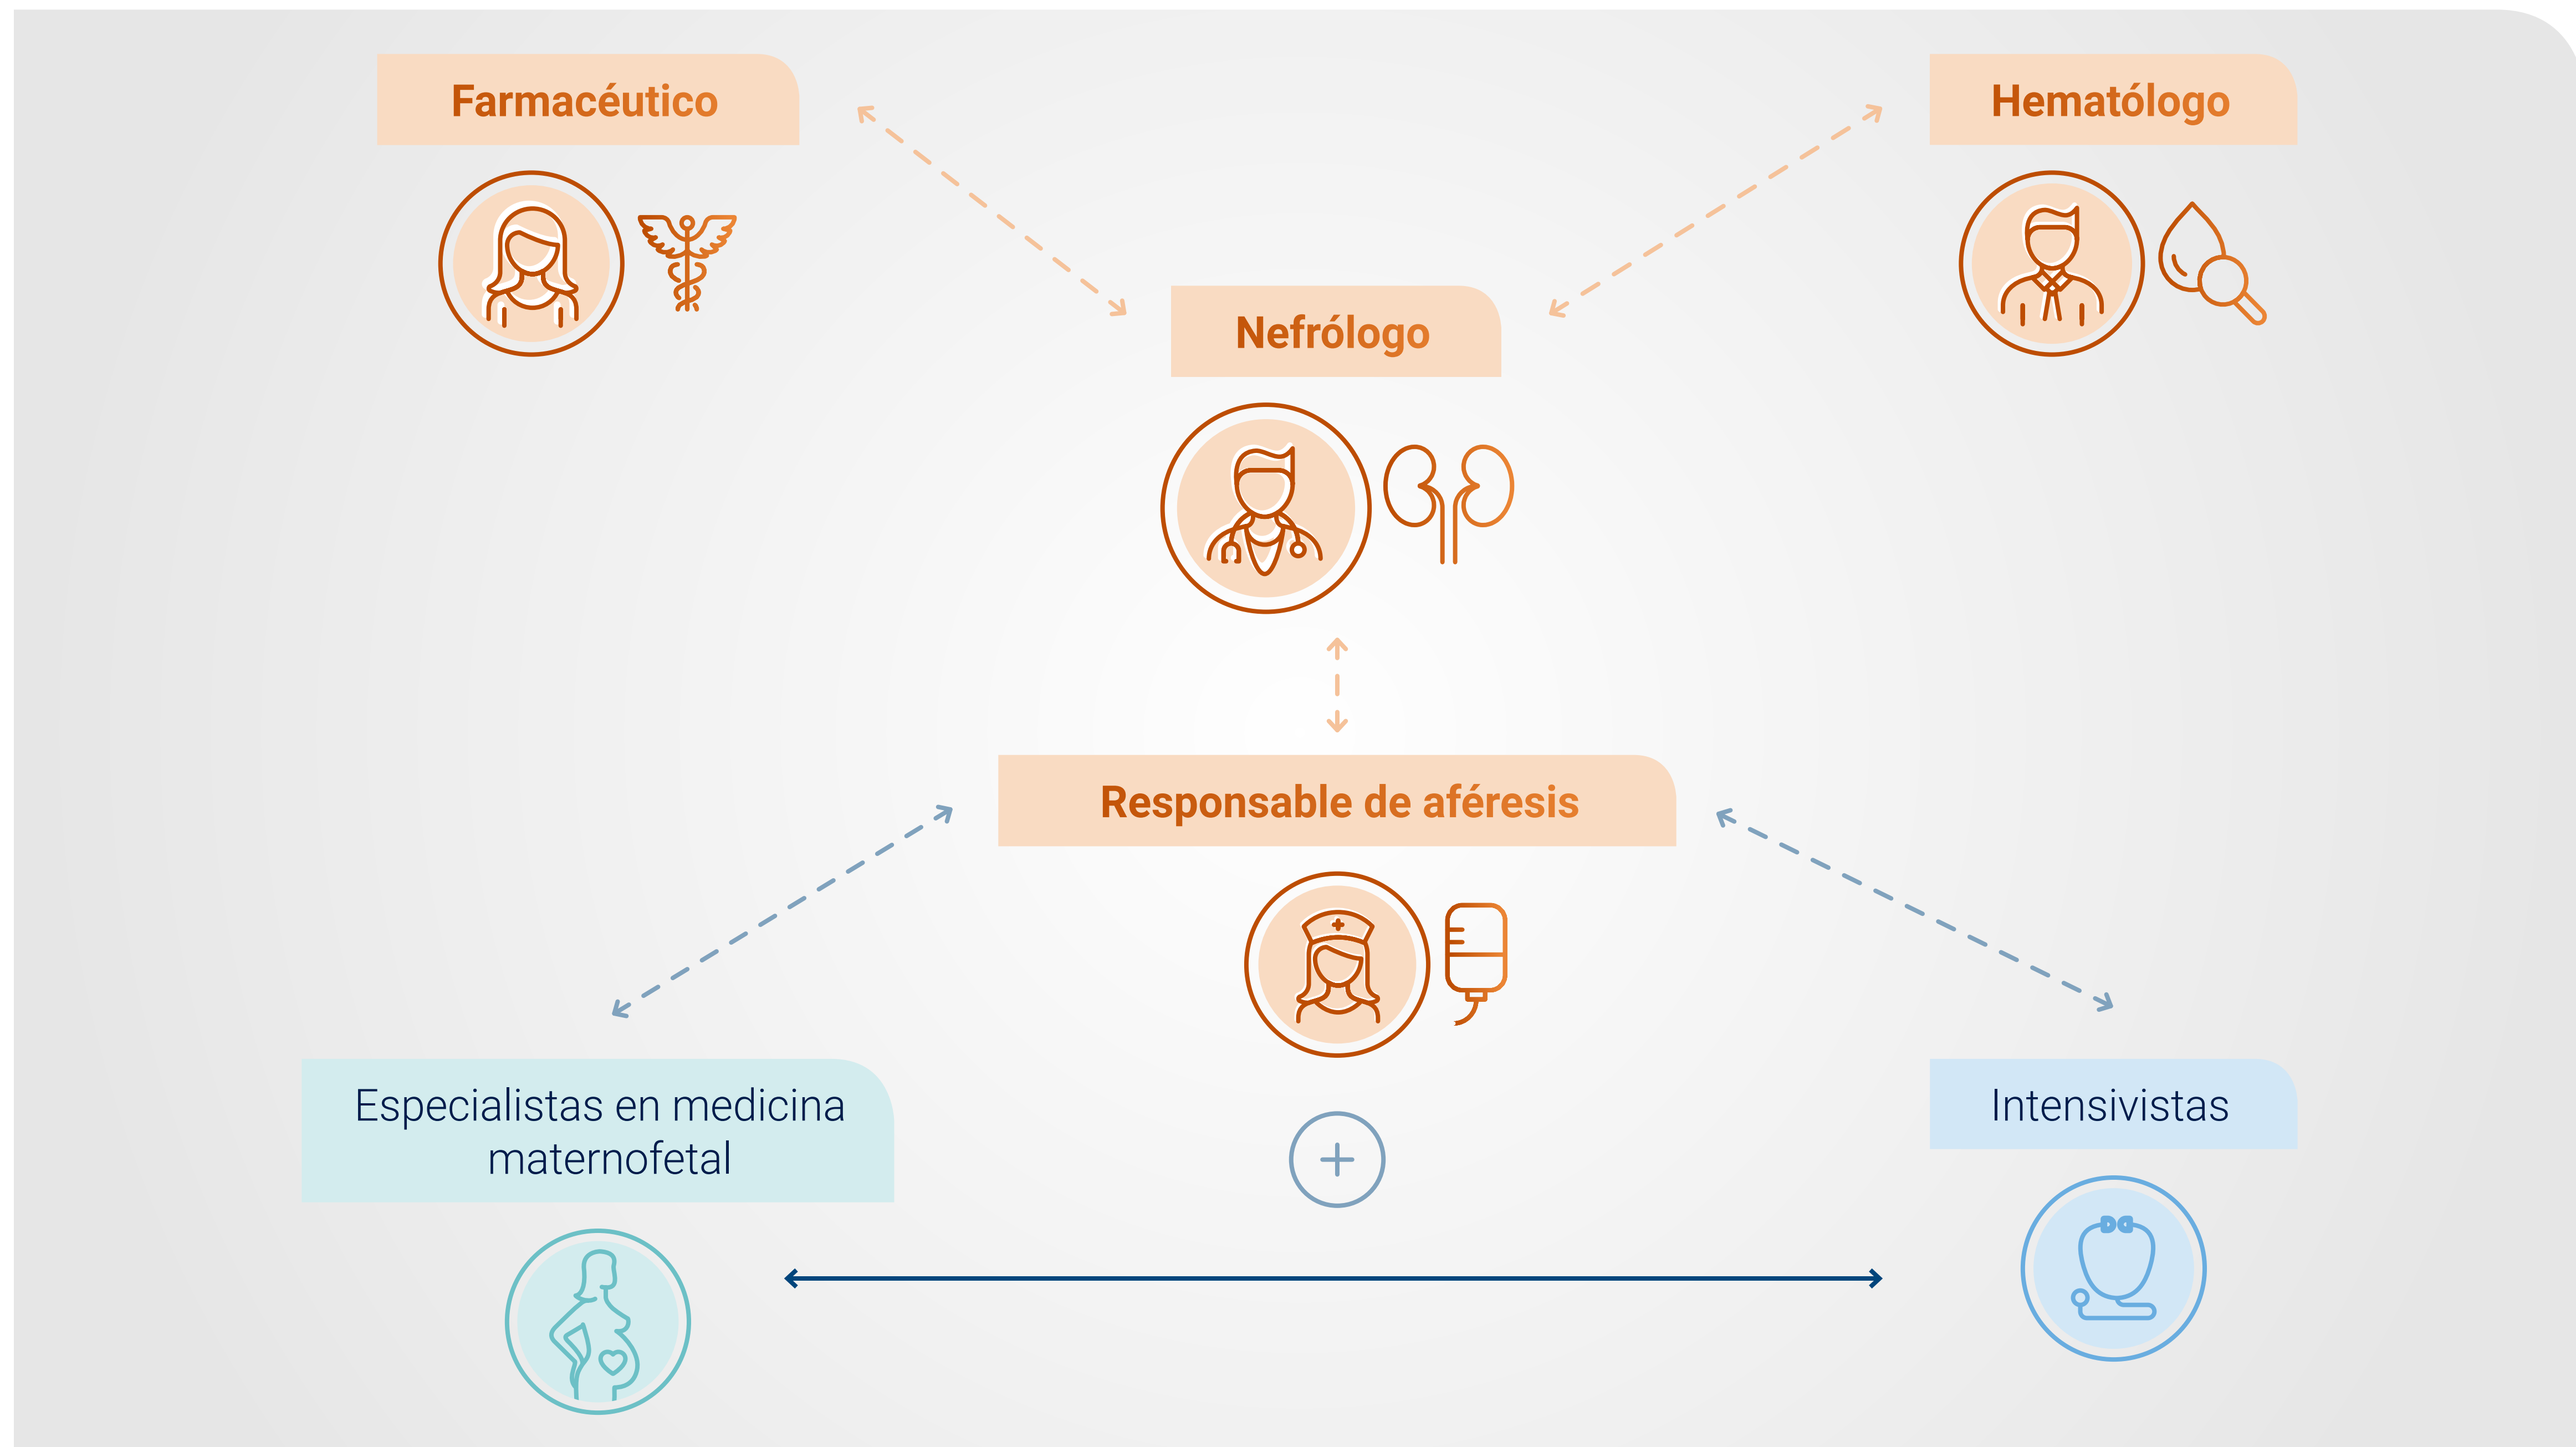 Farmacéutico
Hematólogo
Nefrólogo
Responsable de aféresis
Especialistas en medicina
maternofetal
Intensivistas